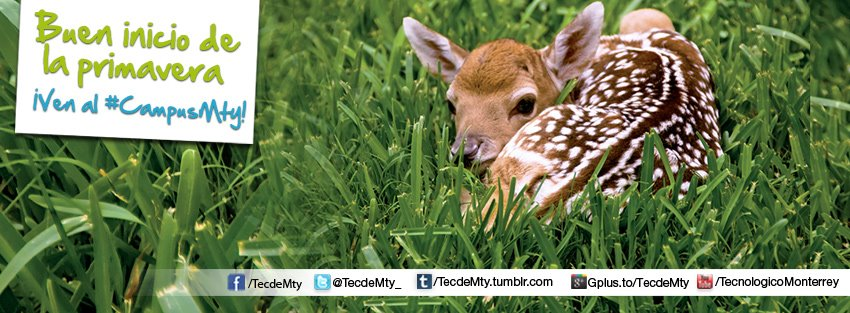 Buen inicio de
la primavera
¡Ven al #CampusMty!
/TecdeMty @TecdeMty_ /TecdeMty.tumblr.com Gplus.to/TecdeMty /TecnologicoMonterrey